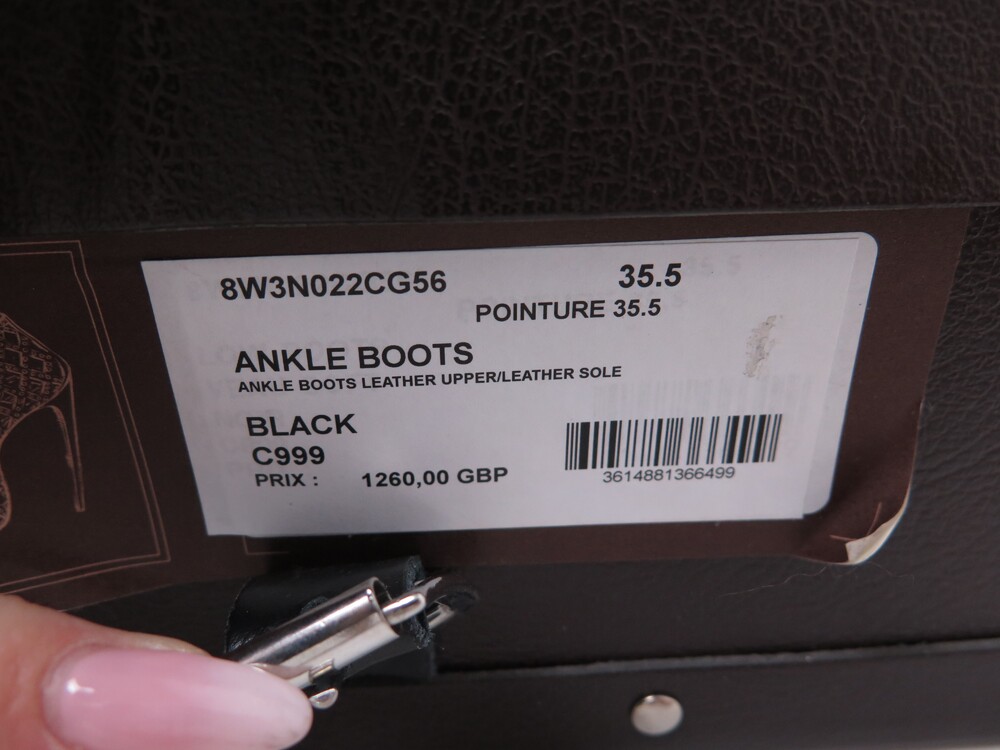 8W3N022CG56 35.5
POINTURE 35.5
ANKLE BOOTS
ANKLE BOOTS LEATHER UPPER/LEATHER SOLE
BLACK
C999
PRIX : 1260,00 GBP
3614881366499